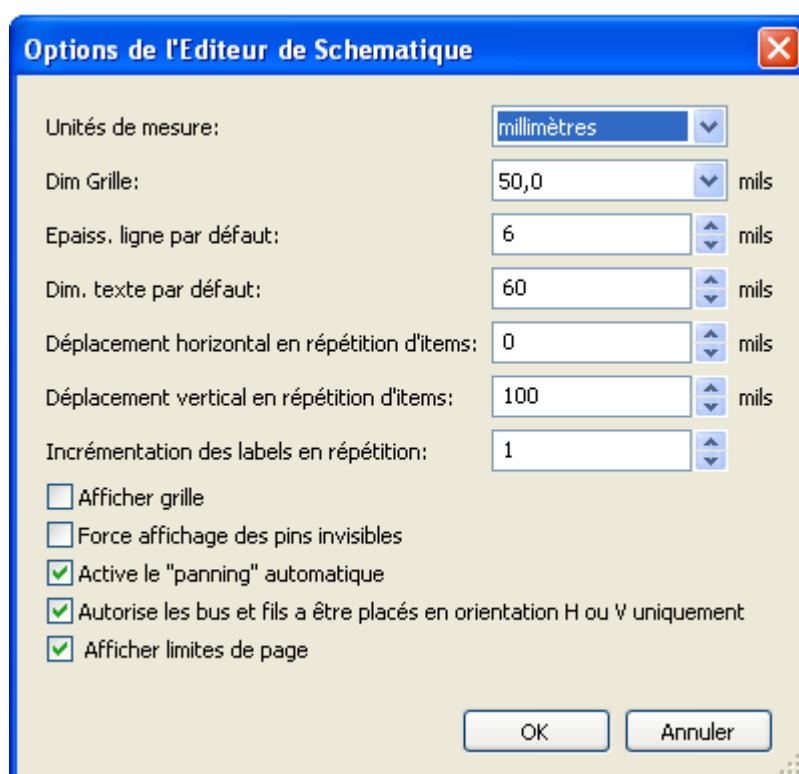 Options de l'Editeur de Schematique
Unités de mesure: millimètres
Dim Grille: 50,0 mils
Epaiss. ligne par défaut: 6 mils
Dim. texte par défaut: 60 mils
Déplacement horizontal en répétition d'items: 0 mils
Déplacement vertical en répétition d'items: 100 mils
Incrémentation des labels en répétition: 1
Afficher grille
Force affichage des pins invisibles
Active le "panning" automatique
Autorise les bus et fils a être placés en orientation H ou V uniquement
Afficher limites de page
OK Annuler